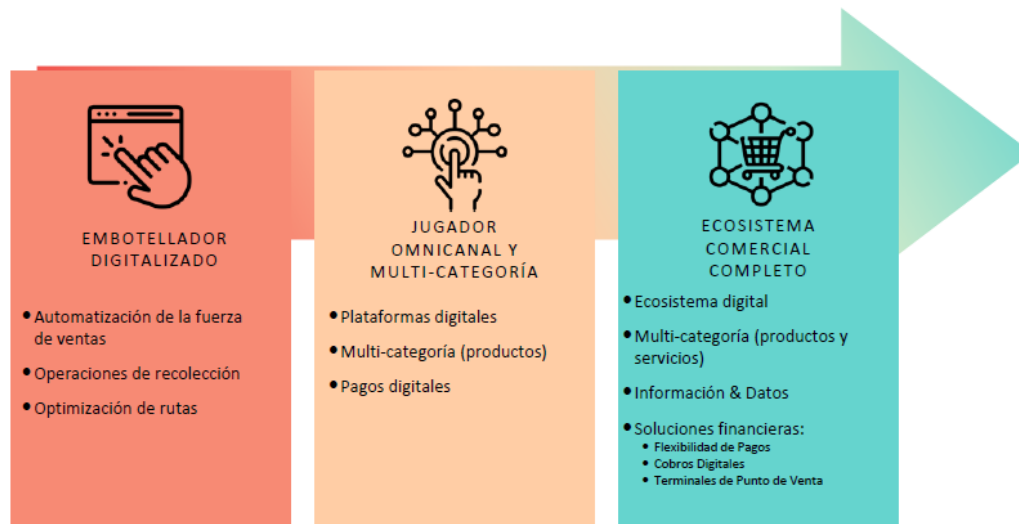 EMBOTELLADOR
DIGITALIZADO
• Automatización de la fuerza
de ventas
• Operaciones de recolección
• Optimización de rutas
JUGADOR
OMNICANAL Y
MULTI-CATEGORÍA
• Plataformas digitales
• Multi-categoría (productos)
• Pagos digitales
ECOSISTEMA
COMERCIAL
COMPLETO
• Ecosistema digital
• Multi-categoría (productos y
servicios)
• Información & Datos
• Soluciones financieras:
• Flexibilidad de Pagos
• Cobros Digitales
• Terminales de Punto de Venta